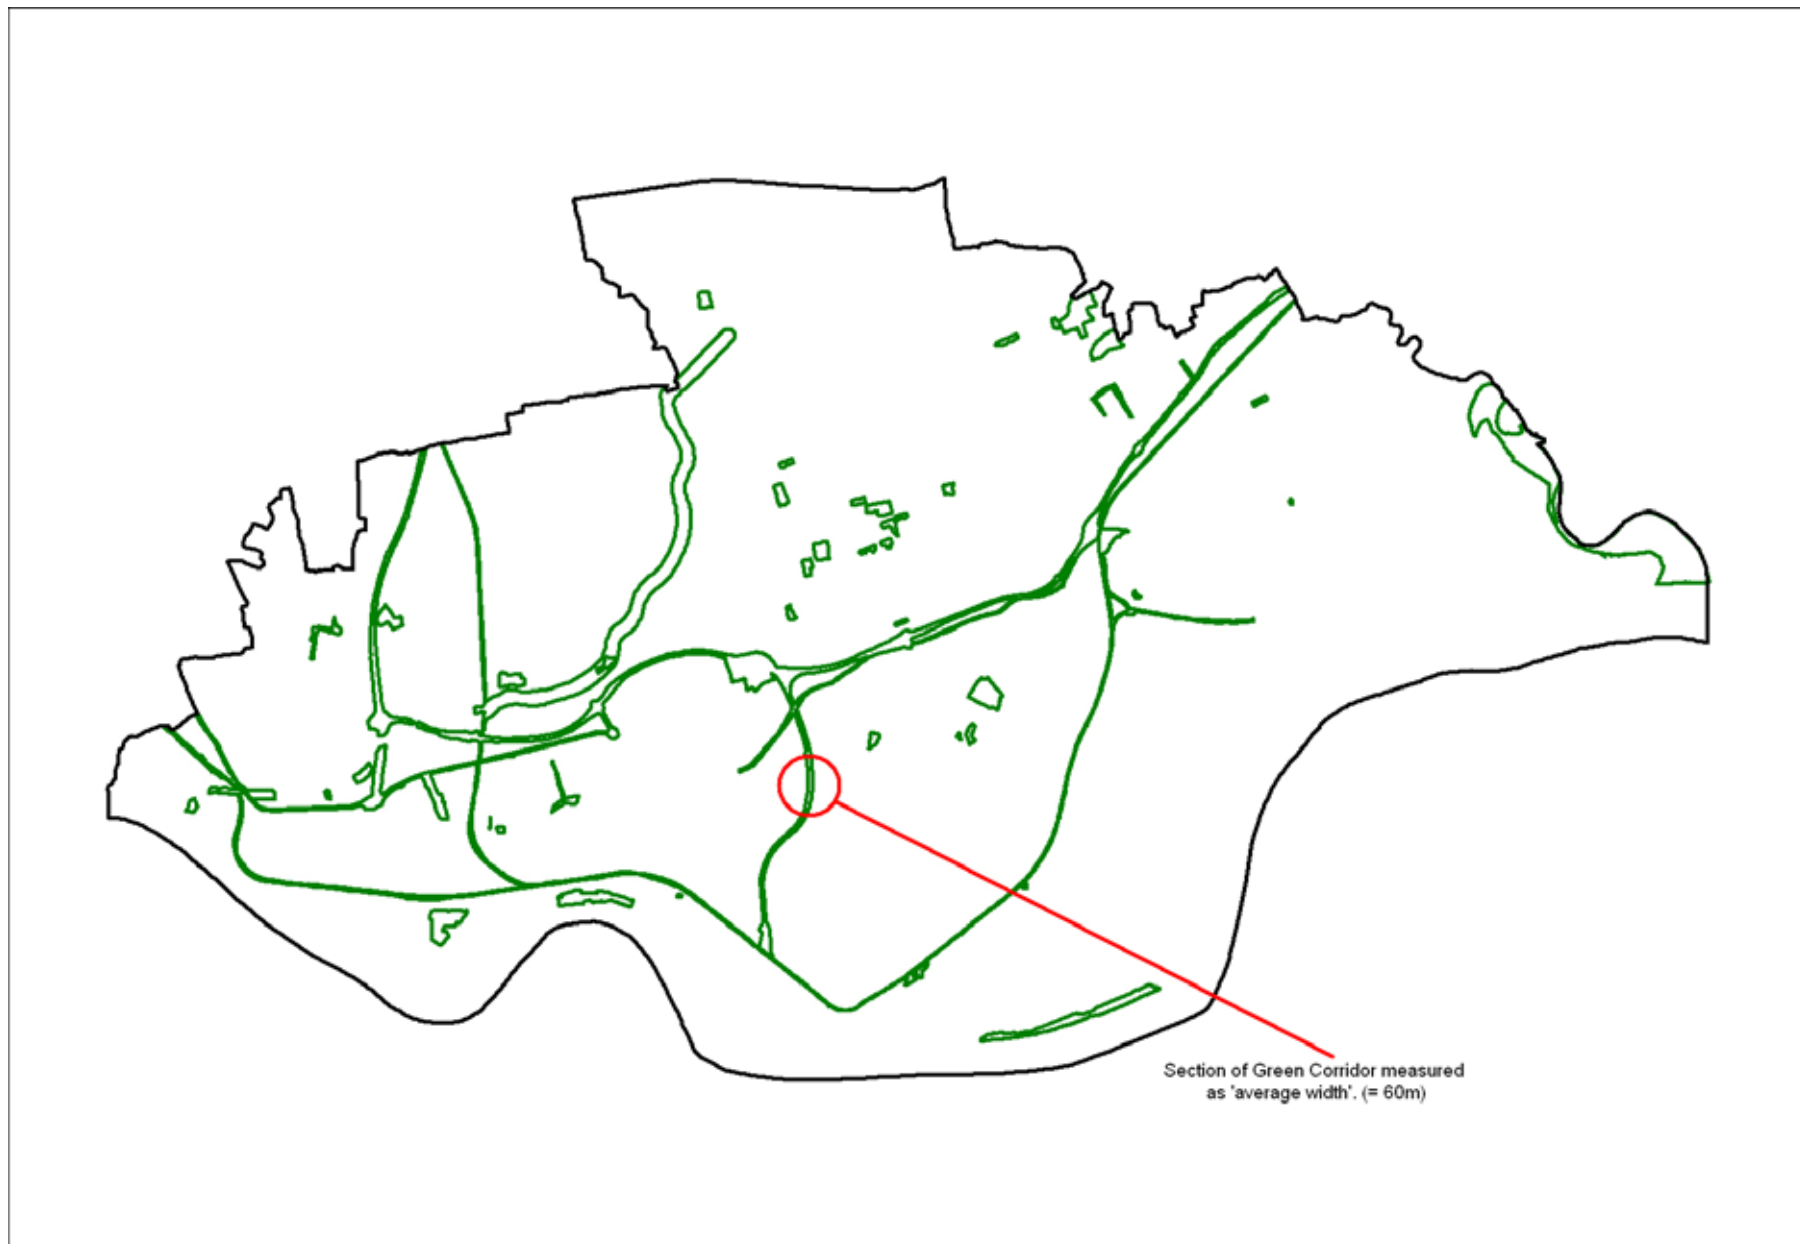 Section of Green Corridor measured
as 'average width'. (= 60m)